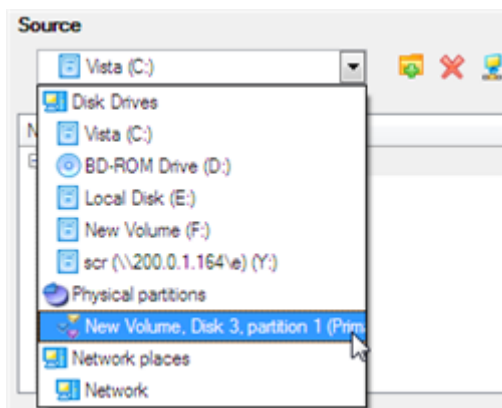 Source
Vista (C:)
Disk Drives
N
Vista (C:)
BD-ROM Drive (D:)
Local Disk (E:)
New Volume (F:)
scr (\\200.0.1.164\e) (Y:)
Physical partitions
New Volume, Disk 3, partition 1 (Prim
Network places
Network